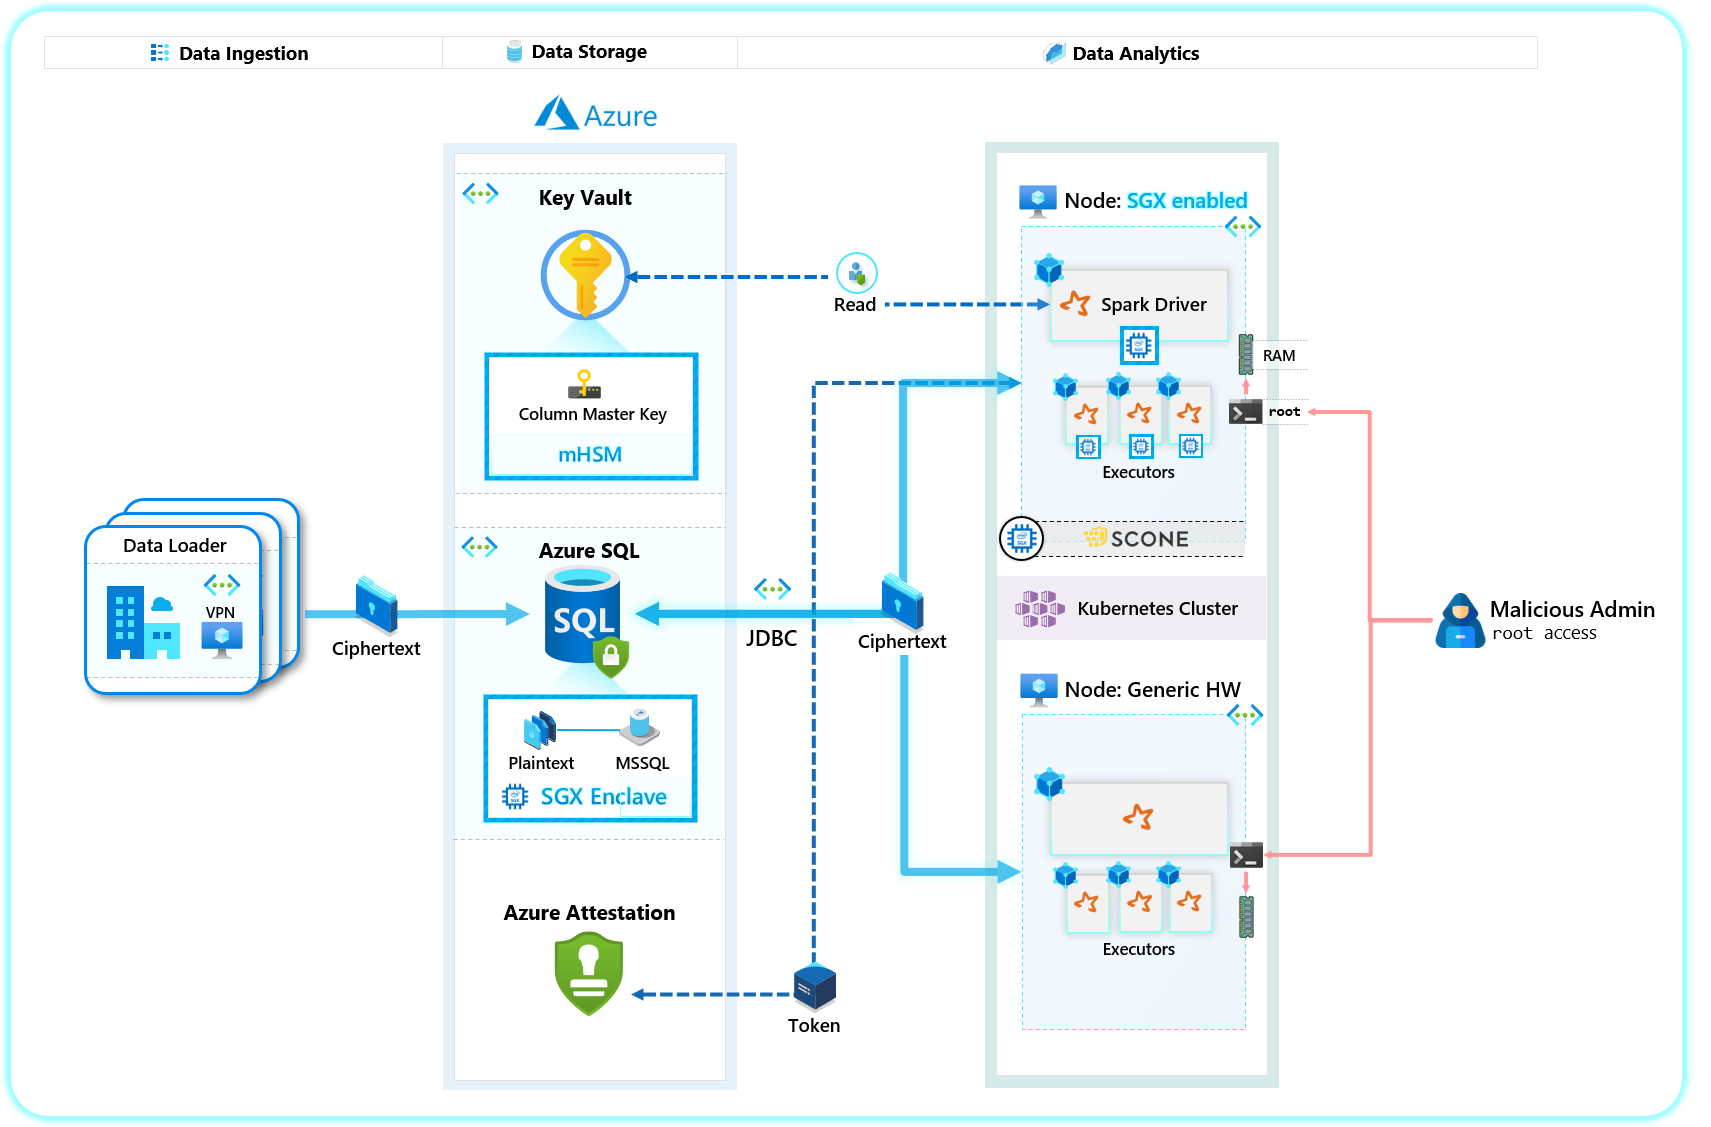 Data Ingestion
Data Storage
Data Analytics
Azure
Key Vault
Column Master Key
mHSM
Azure SQL
SQL
Plaintext
MSSQL
SGX Enclave
Azure Attestation
Data Loader
VPN
Ciphertext
JDBC
Ciphertext
Read
Token
Node: SGX enabled
Spark Driver
RAM
root
Executors
SCONE
Kubernetes Cluster
Node: Generic HW
Executors
Malicious Admin
root access